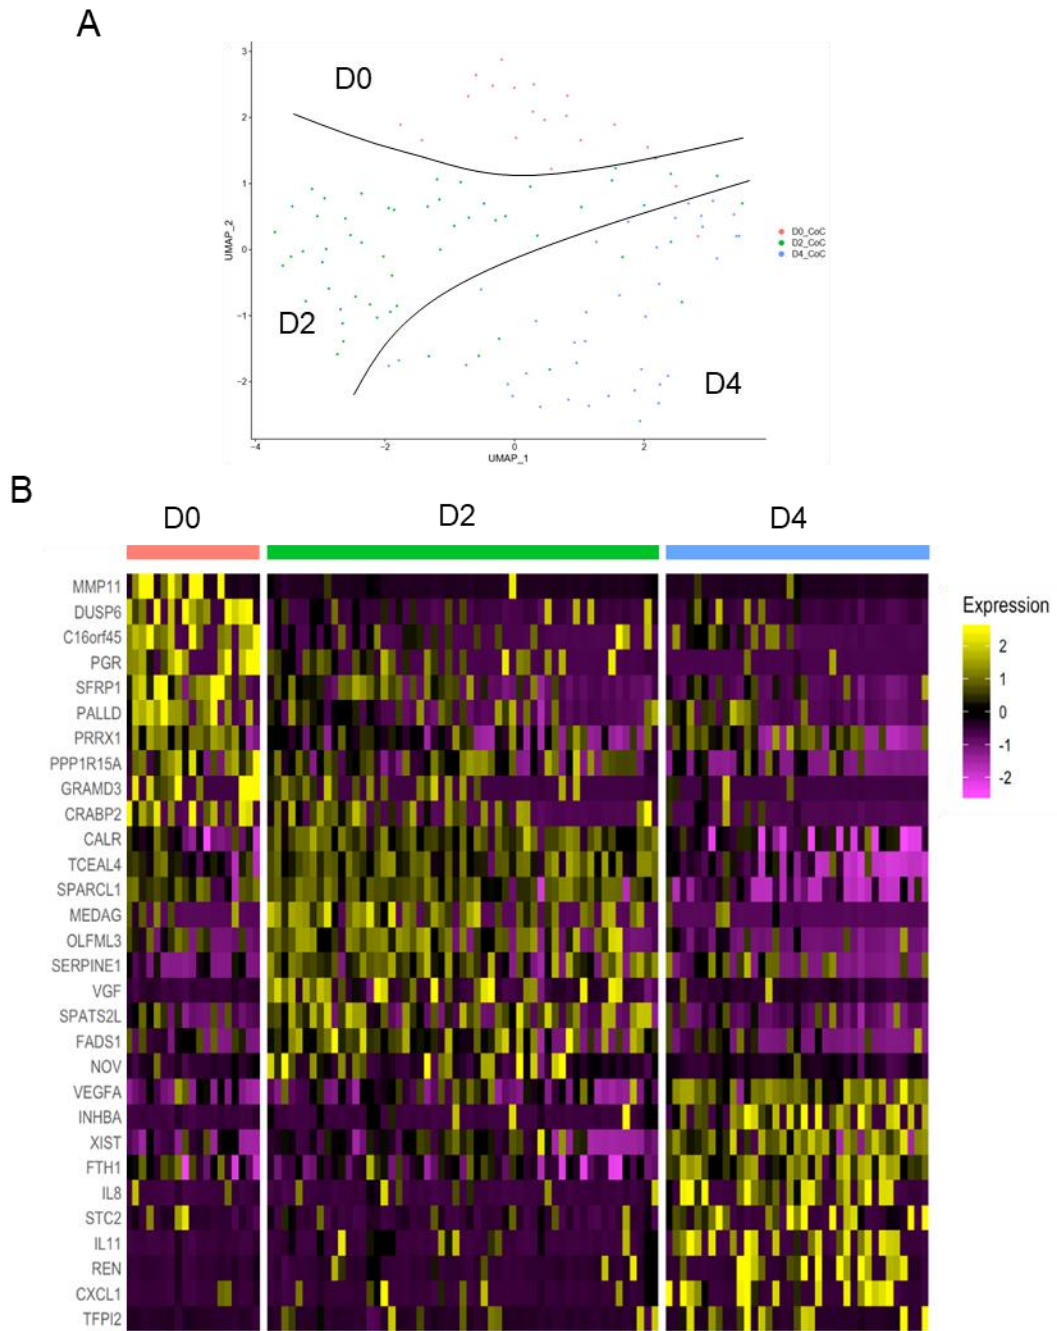 A
D0
D2
D4
3
2
1
0
−1
−2
UMAP_2
−4
−2
0
2
UMAP_1
D0_CoC
D2_CoC
D4_CoC
B
D0
D2
D4
MMP11
DUSP6
C16orf45
PGR
SFRP1
PALLD
PRRX1
PPP1R15A
GRAMD3
CRABP2
CALR
TCEAL4
SPARCL1
MEDAG
OLFML3
SERPINE1
VGF
SPATS2L
FADS1
NOV
VEGFA
INHBA
XIST
FTH1
IL8
STC2
IL11
REN
CXCL1
TFPI2
Expression
2
1
0
-1
-2